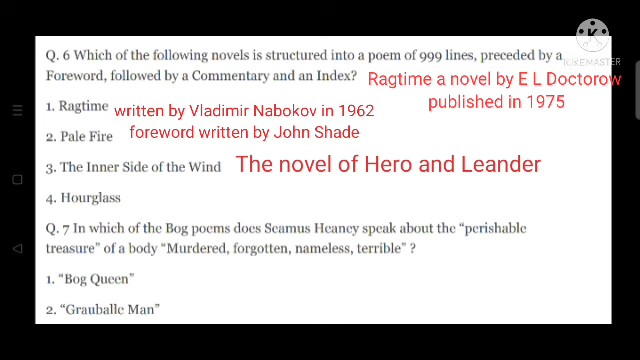 Q. 6 Which of the following novels is structured into a poem of 999 lines, preceded by a
Foreword, followed by a Commentary and an Index?
KINEMASTER
Ragtime a novel by E L Doctorow
published in 1975
1. Ragtime
written by Vladimir Nabokov in 1962
foreword written by John Shade
2. Pale Fire
3. The Inner Side of the Wind
The novel of Hero and Leander
4. Hourglass
Q. 7 In which of the Bog poems does Seamus Heaney speak about the “perishable
treasure” of a body “Murdered, forgotten, nameless, terrible” ?
1. “Bog Queen”
2. “Grauballe Man”